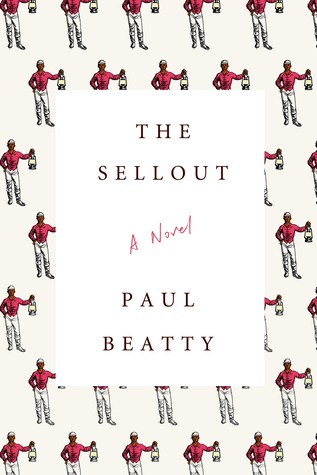 THE
SELLOUT
A Novel
PAUL
BEATTY